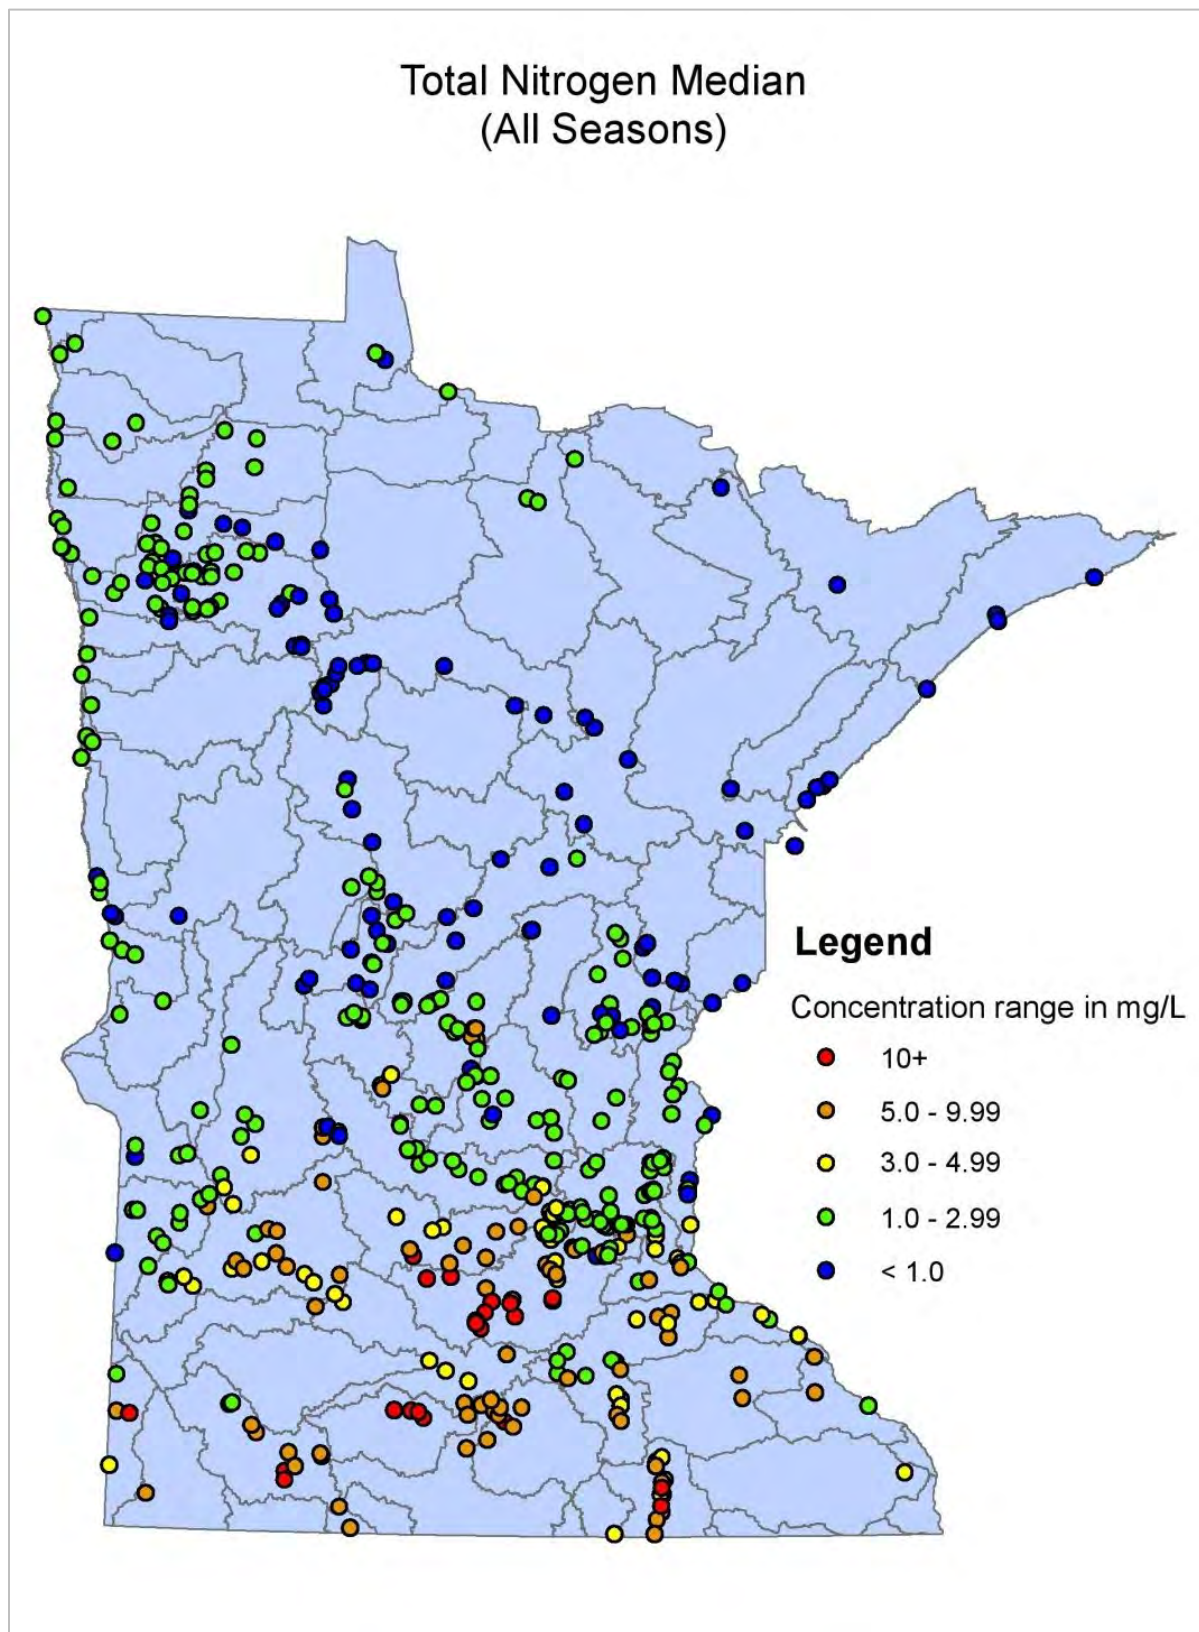 Total Nitrogen Median
(All Seasons)
Legend
Concentration range in mg/L
10+
5.0 - 9.99
3.0 - 4.99
1.0 - 2.99
< 1.0